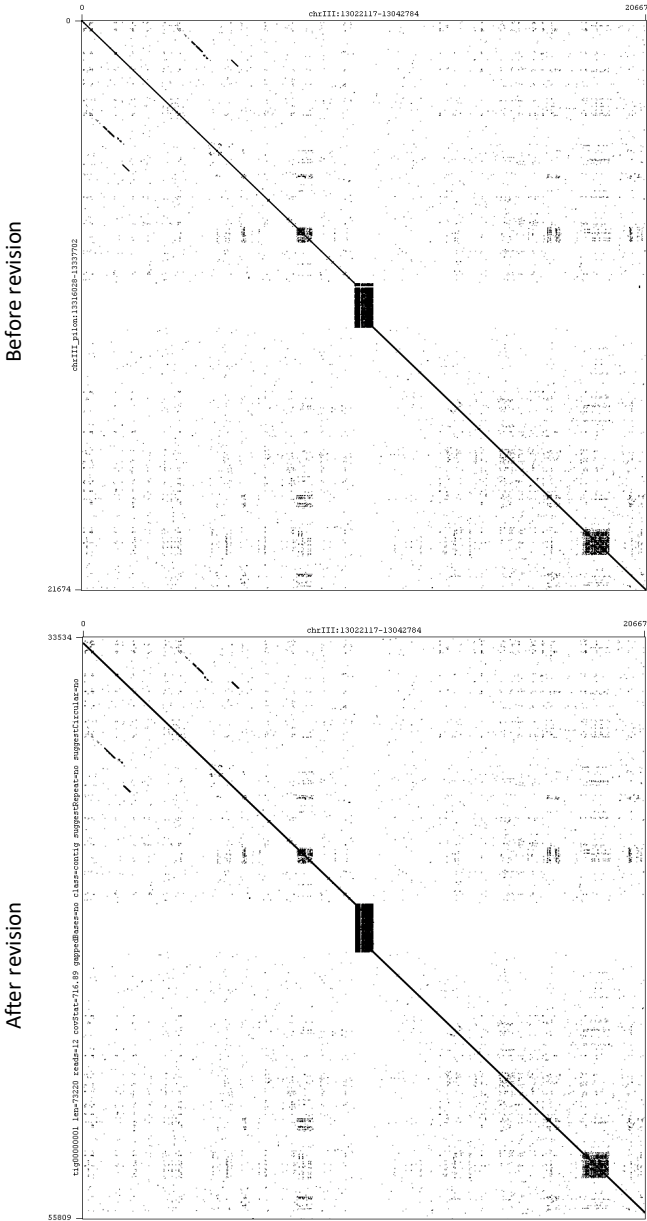 Before revision
0
chrIII:13022117-13042784
20667
0
chrIII_pilon:13316028-13337702
21674
After revision
0
chrIII:13022117-13042784
20667
33534
tig00000001 len=73220 reads=12 covStat=716.89 gappedBases=no class=contig suggestRepeat=no suggestCircular=no
55809